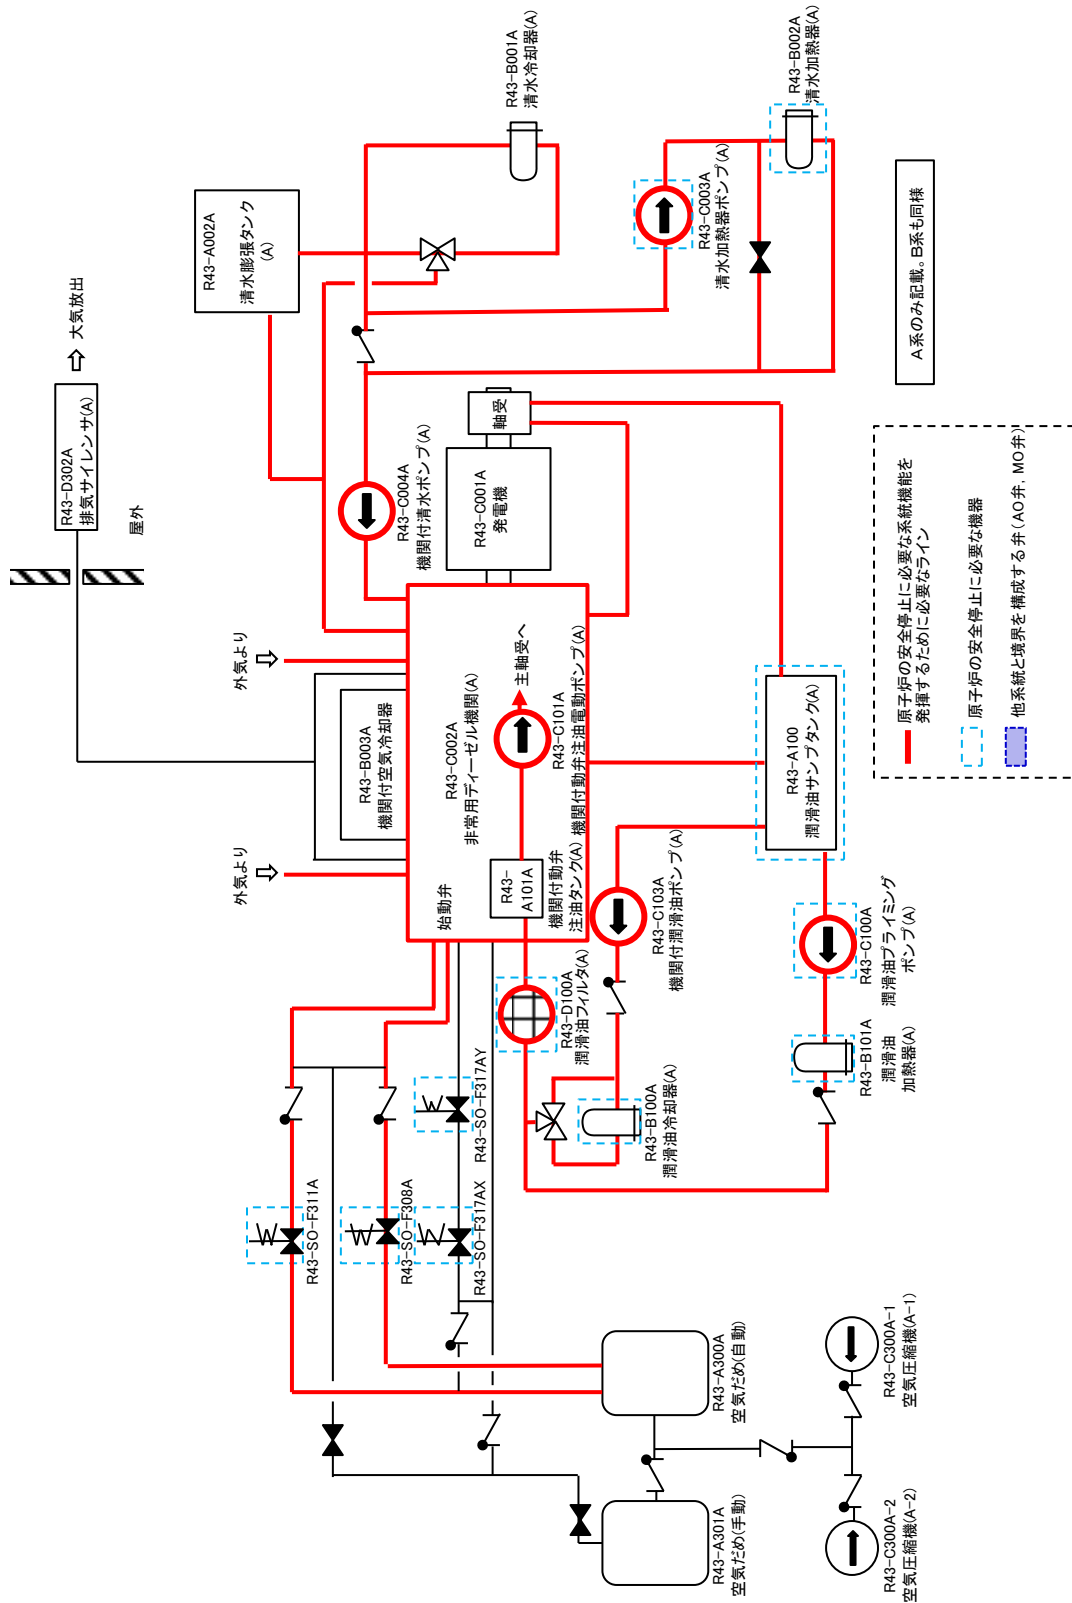 R43-B001A
清水冷却器(A)
R43-B002A
清水加熱器(A)
R43-C003A
清水加熱器ポンプ(A)
R43-A002A
清水膨張タンク
(A)
大気放出
R43-D302A
排気サイレンサ(A)
屋外
A系のみ記載。B系も同様
軸受
R43-C001A
発電機
R43-C004A
機関付清水ポンプ(A)
外気より
R43-B003A
機関付空気冷却器
外気より
R43-C002A
非常用ディーゼル機関(A)
主軸受へ
R43-C101A
機関付動弁注油電動ポンプ(A)
R43-
A101A
機関付動弁
注油タンク(A)
始動弁
R43-A100
潤滑油サンプタンク(A)
原子炉の安全停止に必要な系統機能を
発揮するために必要なライン
原子炉の安全停止に必要な機器
他系統と境界を構成する弁(AO弁，MO弁)
R43-C103A
機関付潤滑油ポンプ(A)
R43-D100A
潤滑油フィルタ(A)
R43-C100A
潤滑油プライミング
ポンプ(A)
R43-B101A
潤滑油
加熱器(A)
R43-B100A
潤滑油冷却器(A)
R43-SO-F317AY
R43-SO-F311A
R43-SO-F308A
R43-SO-F317AX
R43-A300A
空気だめ(自動)
R43-A301A
空気だめ(手動)
R43-C300A-1
空気圧縮機(A-1)
R43-C300A-2
空気圧縮機(A-2)